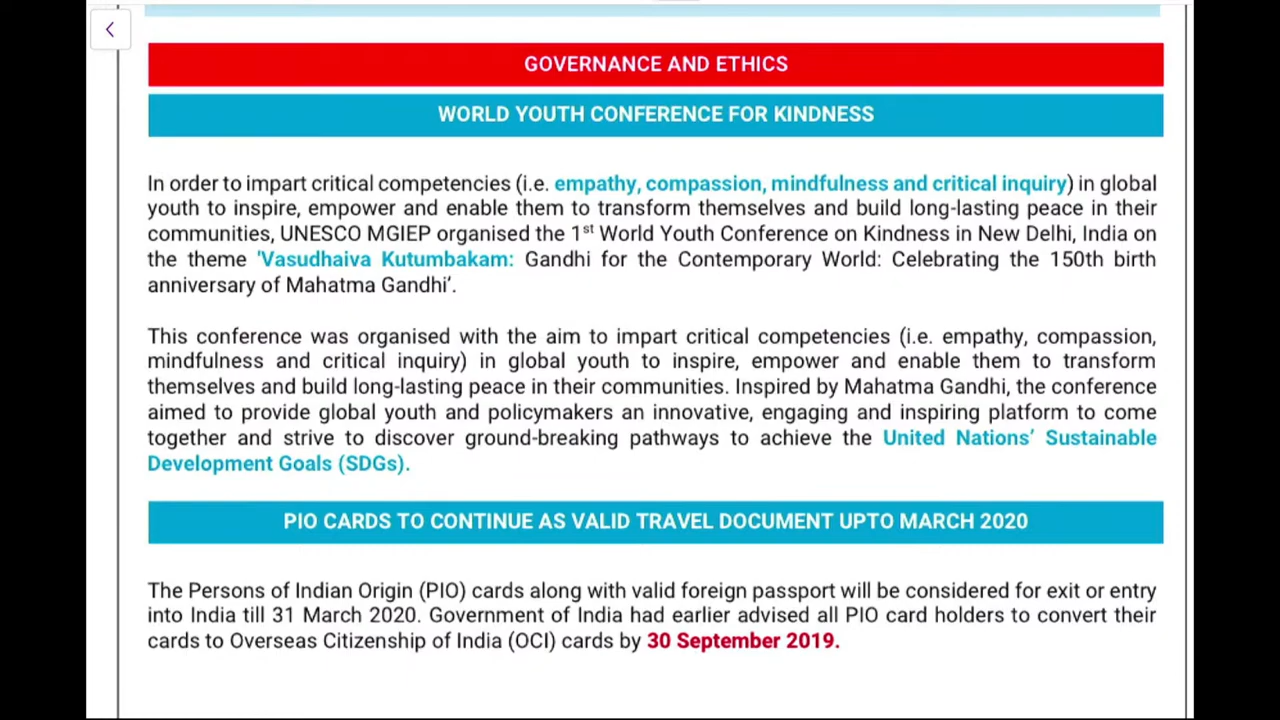 GOVERNANCE AND ETHICS
WORLD YOUTH CONFERENCE FOR KINDNESS
In order to impart critical competencies (i.e. empathy, compassion, mindfulness and critical inquiry) in global
youth to inspire, empower and enable them to transform themselves and build long-lasting peace in their
communities, UNESCO MGIEP organised the 1st World Youth Conference on Kindness in New Delhi, India on
the theme 'Vasudhaiva Kutumbakam: Gandhi for the Contemporary World: Celebrating the 150th birth
anniversary of Mahatma Gandhi’.
This conference was organised with the aim to impart critical competencies (i.e. empathy, compassion,
mindfulness and critical inquiry) in global youth to inspire, empower and enable them to transform
themselves and build long-lasting peace in their communities. Inspired by Mahatma Gandhi, the conference
aimed to provide global youth and policymakers an innovative, engaging and inspiring platform to come
together and strive to discover ground-breaking pathways to achieve the United Nations’ Sustainable
Development Goals (SDGs).
PIO CARDS TO CONTINUE AS VALID TRAVEL DOCUMENT UPTO MARCH 2020
The Persons of Indian Origin (PIO) cards along with valid foreign passport will be considered for exit or entry
into India till 31 March 2020. Government of India had earlier advised all PIO card holders to convert their
cards to Overseas Citizenship of India (OCI) cards by 30 September 2019.